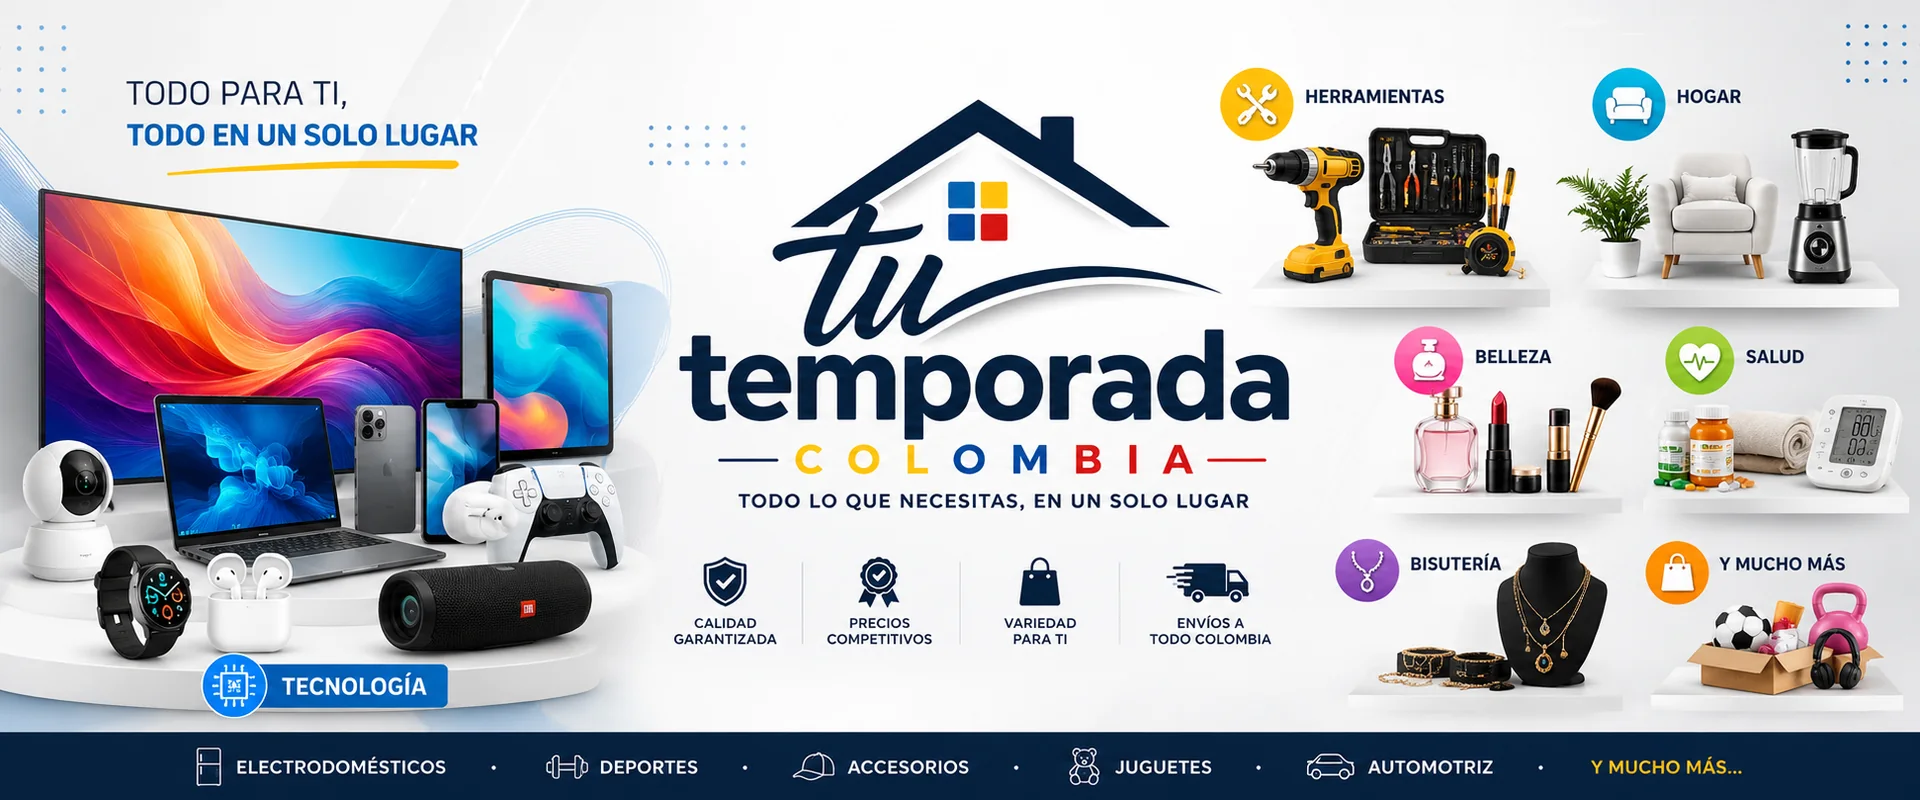 TODO PARA TI,
TODO EN UN SOLO LUGAR
TECNOLOGÍA
tu
temporada
COLOMBIA
TODO LO QUE NECESITAS, EN UN SOLO LUGAR
CALIDAD
GARANTIZADA
PRECIOS
COMPETITIVOS
VARIEDAD
PARA TI
ENVÍOS A
TODO COLOMBIA
HERRAMIENTAS
HOGAR
BELLEZA
SALUD
BISUTERÍA
Y MUCHO MÁS
ELECTRODOMÉSTICOS • DEPORTES • ACCESORIOS • JUGUETES • AUTOMOTRIZ • Y MUCHO MÁS...